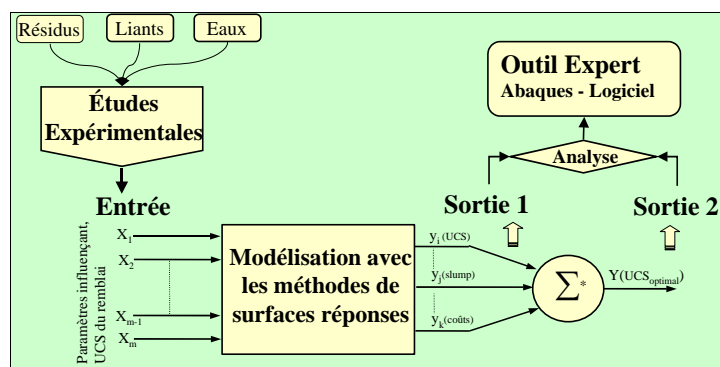 Résidus
Liants
Eaux
Études
Expérimentales
Outil Expert
Abaques - Logiciel
Analyse
Entrée
Sortie 1
Sortie 2
Paramètres influençant,
UCS du remblai
X1
X2
Xm-1
Xm
Modélisation avec
les méthodes de
surfaces réponses
yi(UCS)
yj(slump)
yk(coûts)
Σ*
Y(UCSoptimal)